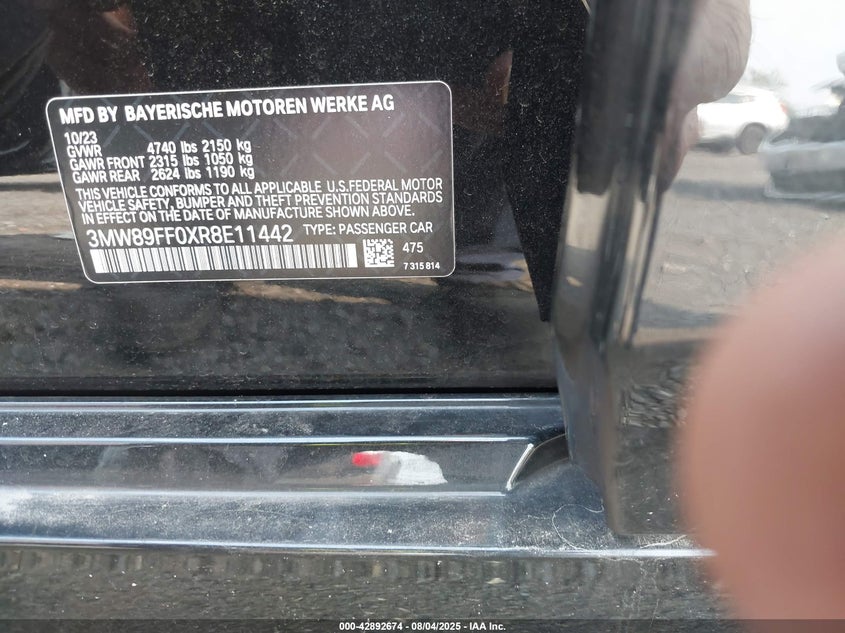 MFD BY BAYERISCHE MOTOREN WERKE AG
10/23
GVWR 4740 lbs 2150 kg
GAWR FRONT 2315 lbs 1050 kg
GAWR REAR 2624 lbs 1190 kg
THIS VEHICLE CONFORMS TO ALL APPLICABLE U.S.FEDERAL MOTOR
VEHICLE SAFETY, BUMPER AND THEFT PREVENTION STANDARDS
IN EFFECT ON THE DATE OF MANUFACTURE SHOWN ABOVE.
3MW89FF0XR8E11442 TYPE: PASSENGER CAR
475
7 315 814
000-42892674 - 08/04/2025 - IAA Inc.